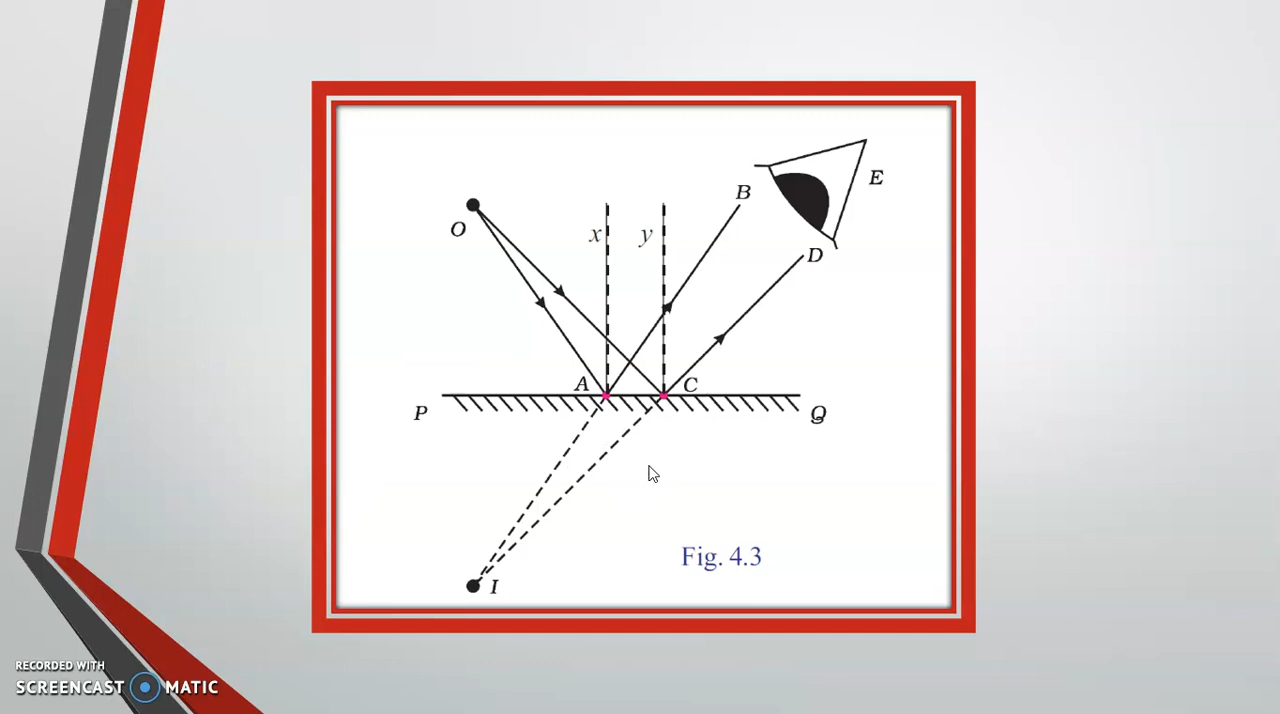 E
B
O
x
y
D
A
C
P
Q
Fig. 4.3
I
RECORDED WITH
SCREENCAST MATIC